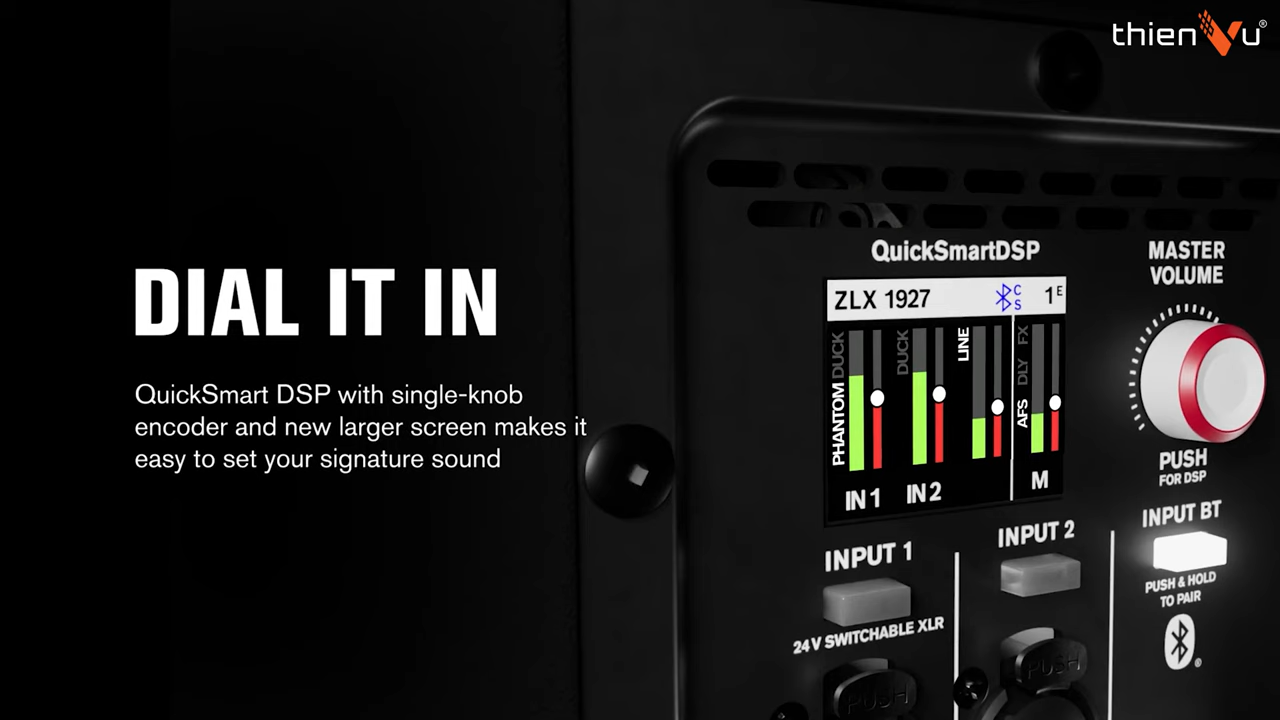 thienVu®
DIAL IT IN
QuickSmart DSP with single-knob
encoder and new larger screen makes it
easy to set your signature sound
QuickSmartDSP
ZLX 1927
C
S
1E
PHANTOM DUCK
DUCK
LINE
AFS DLY FX
IN 1
IN 2
M
MASTER
VOLUME
PUSH
FOR DSP
INPUT 1
24V SWITCHABLE XLR
PUSH
INPUT 2
PUSH
INPUT BT
PUSH & HOLD
TO PAIR
®